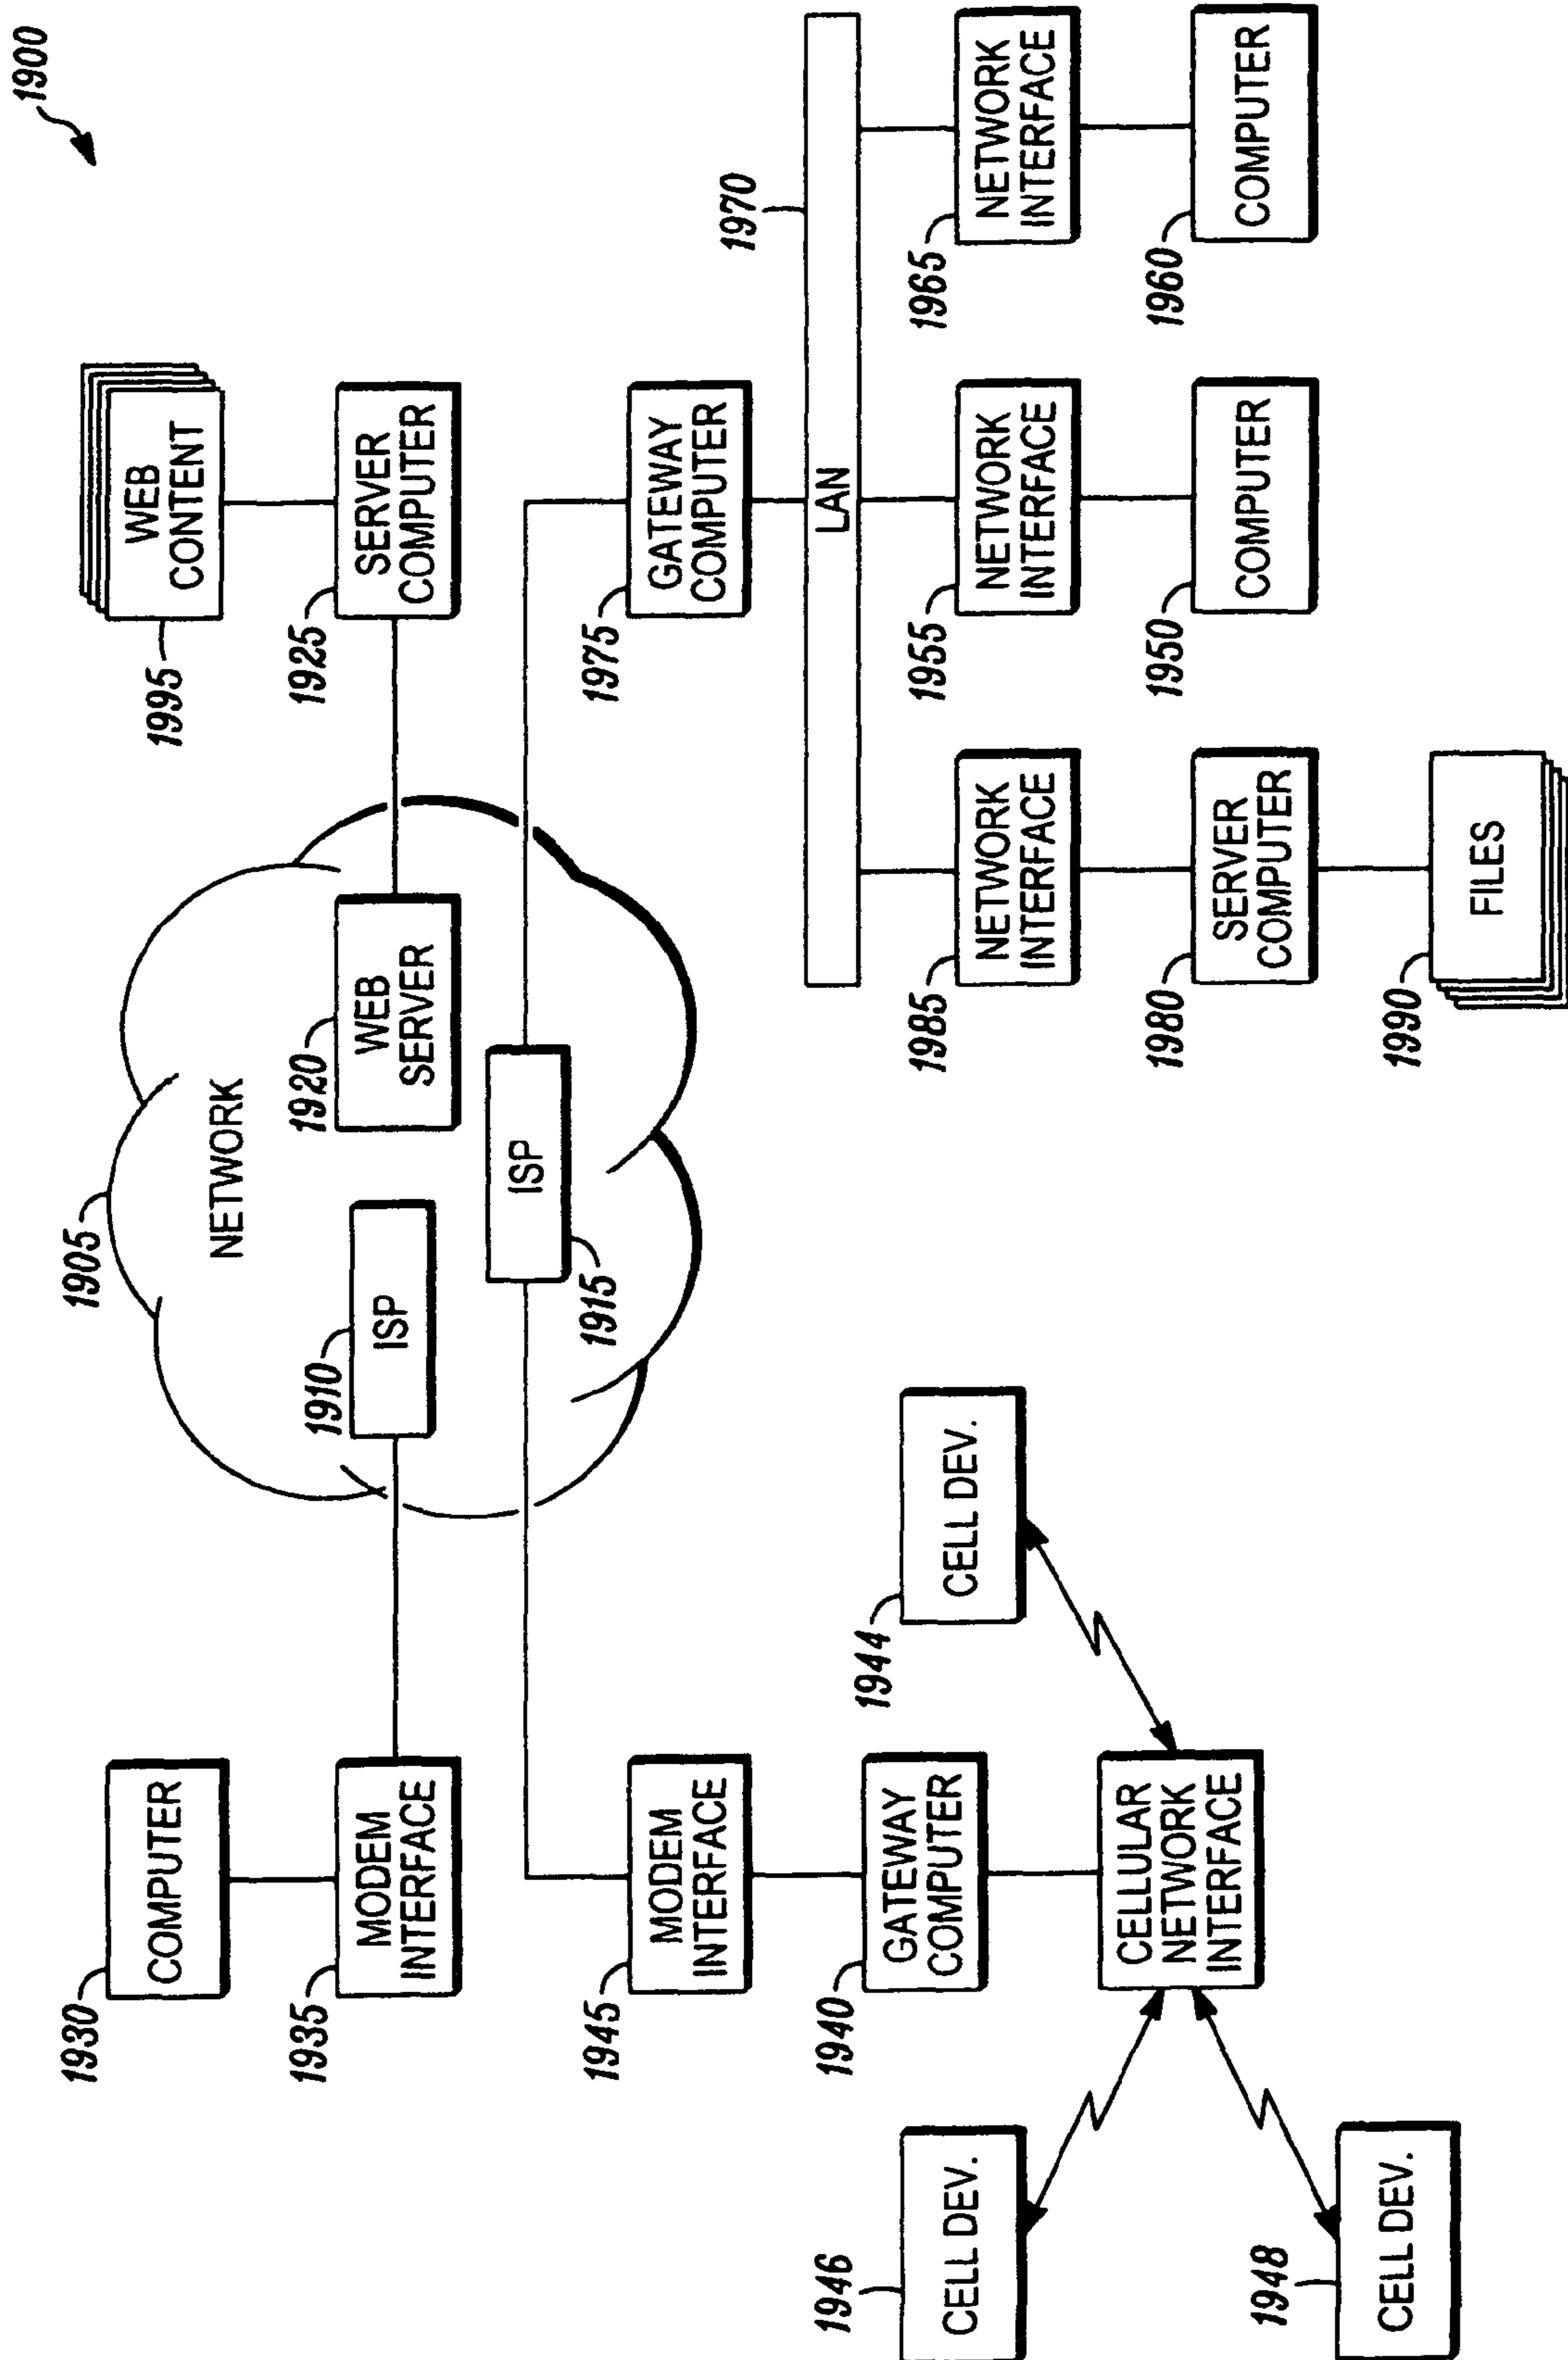 1900
1905
NETWORK
1930
COMPUTER
1995
WEB
CONTENT
1935
MODEM
INTERFACE
1910
ISP
1920
WEB
SERVER
1925
SERVER
COMPUTER
1915
ISP
1945
MODEM
INTERFACE
1975
GATEWAY
COMPUTER
1970
LAN
1940
GATEWAY
COMPUTER
1946
CELL DEV.
1944
CELL DEV.
1985
NETWORK
INTERFACE
1955
NETWORK
INTERFACE
1965
NETWORK
INTERFACE
CELLULAR
NETWORK
INTERFACE
1980
SERVER
COMPUTER
1950
COMPUTER
1960
COMPUTER
1948
CELL DEV.
1990
FILES